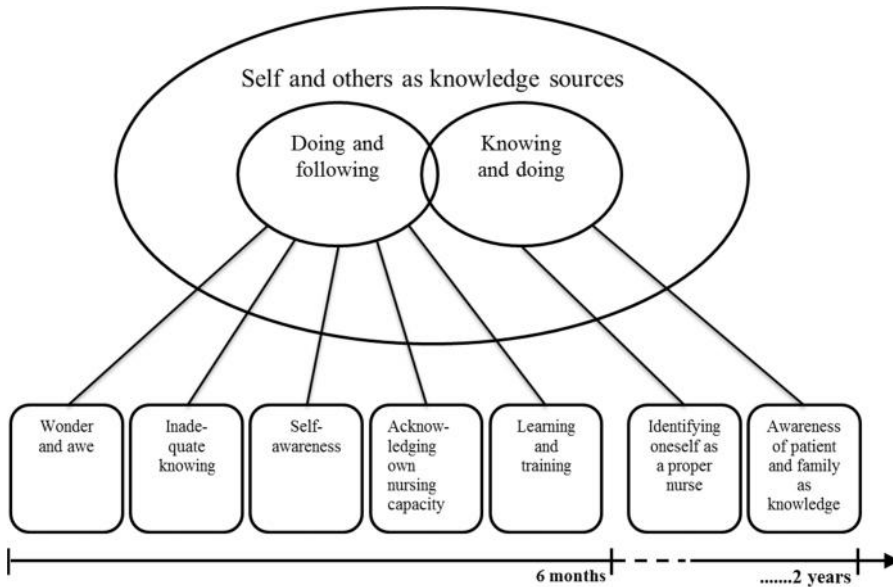 Self and others as knowledge sources
Doing and
following
Knowing
and doing
Wonder
and awe
Inade-
quate
knowing
Self-
awareness
Acknow-
ledging
own
nursing
capacity
Learning
and
training
Identifying
oneself as
a proper
nurse
Awareness
of patient
and family
as
knowledge
6 months
.......2 years